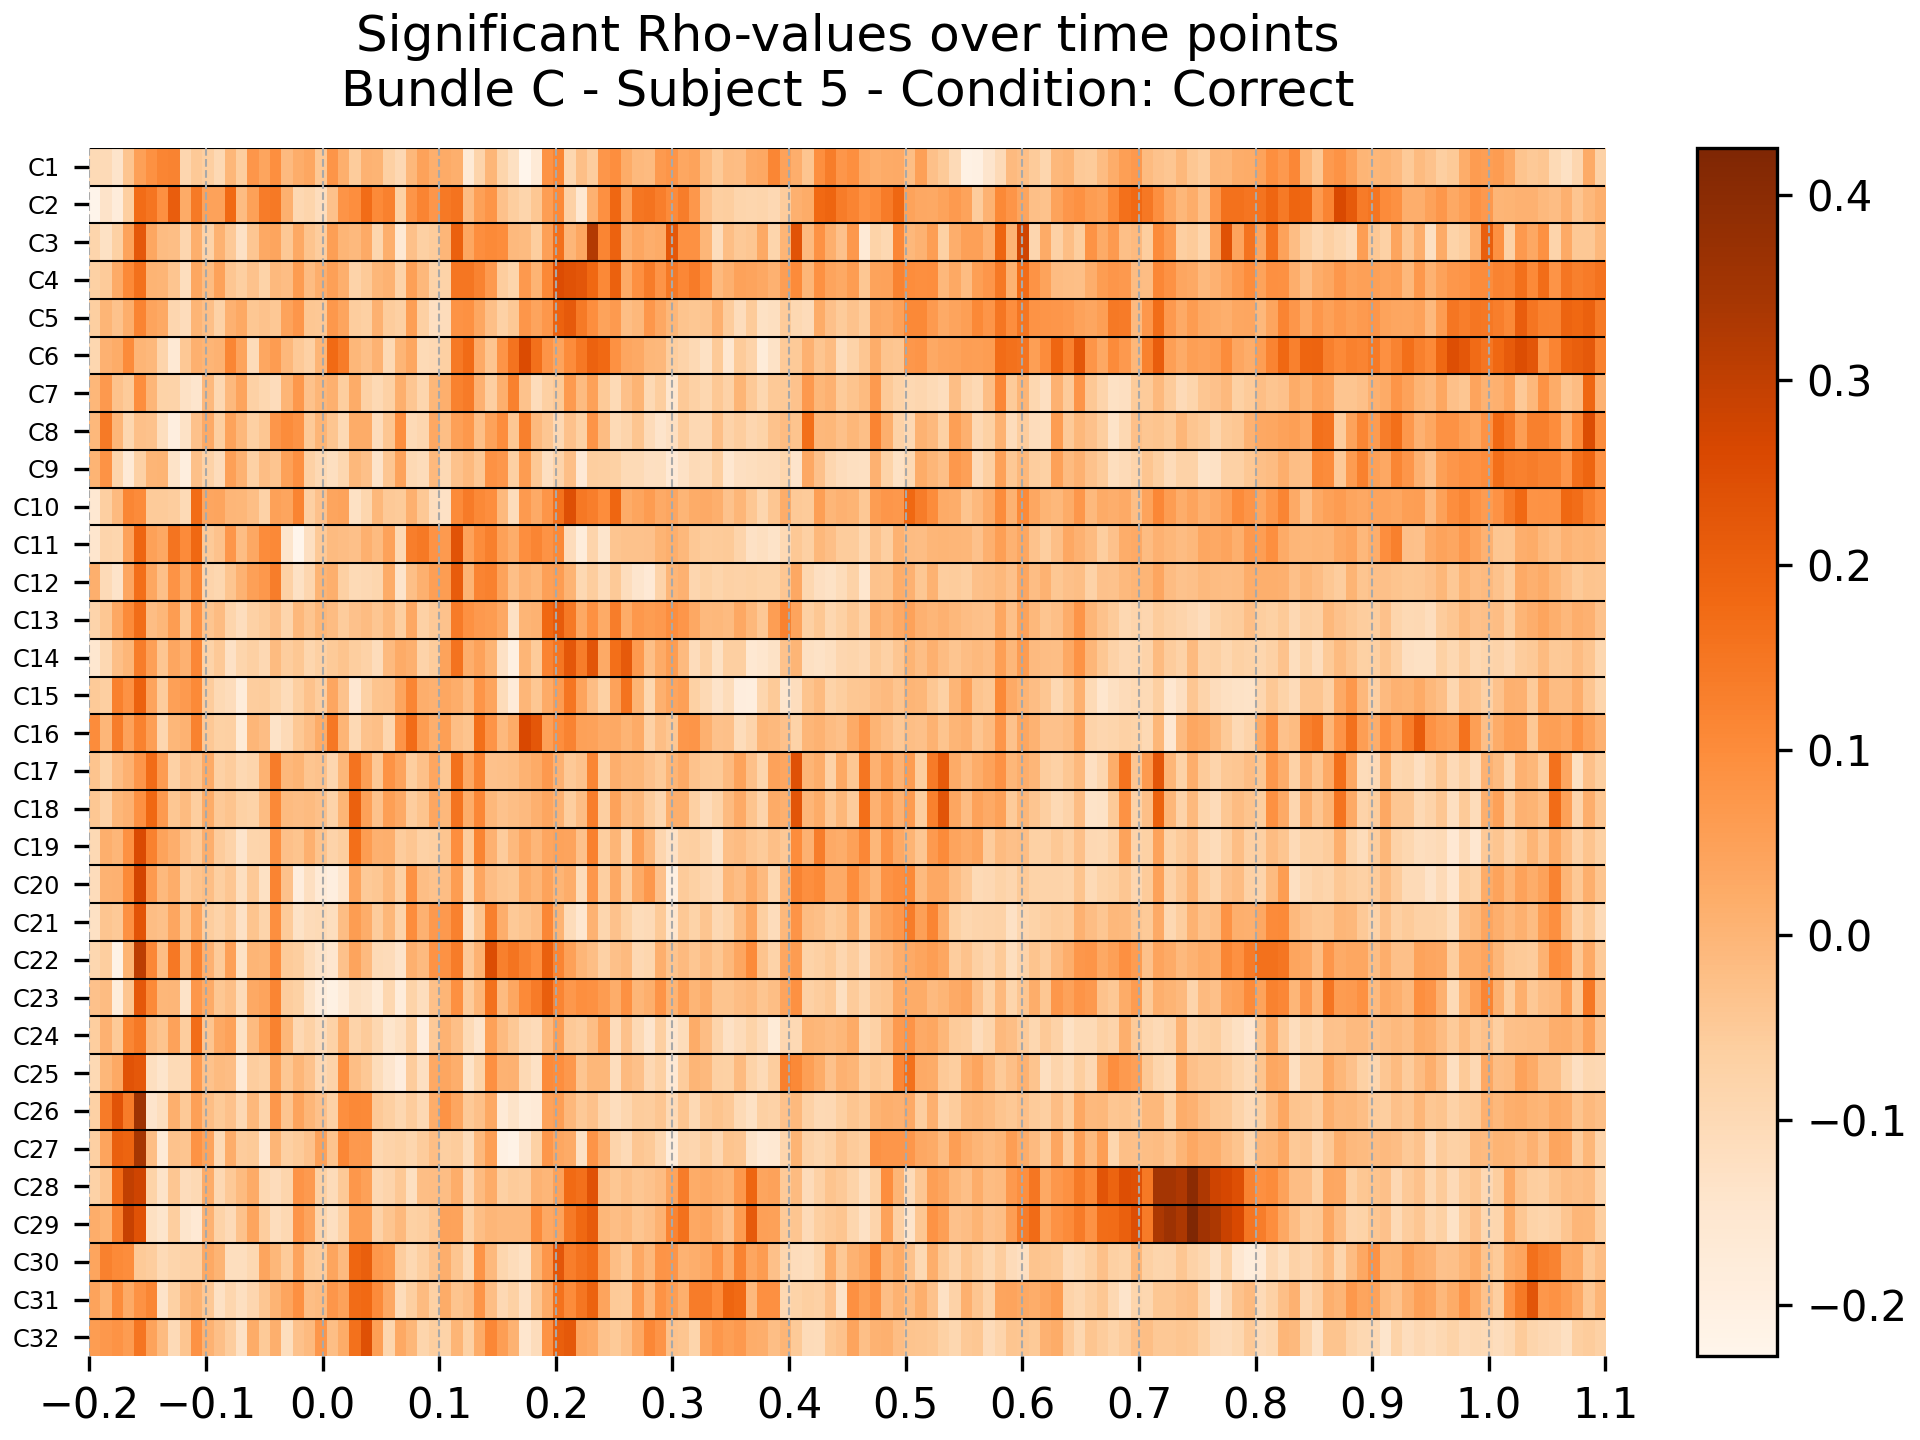 Significant Rho-values over time points
Bundle C - Subject 5 - Condition: Correct
C1
C2
C3
C4
C5
C6
C7
C8
C9
C10
C11
C12
C13
C14
C15
C16
C17
C18
C19
C20
C21
C22
C23
C24
C25
C26
C27
C28
C29
C30
C31
C32
−0.2 −0.1 0.0 0.1 0.2 0.3 0.4 0.5 0.6 0.7 0.8 0.9 1.0 1.1
0.4
0.3
0.2
0.1
0.0
−0.1
−0.2